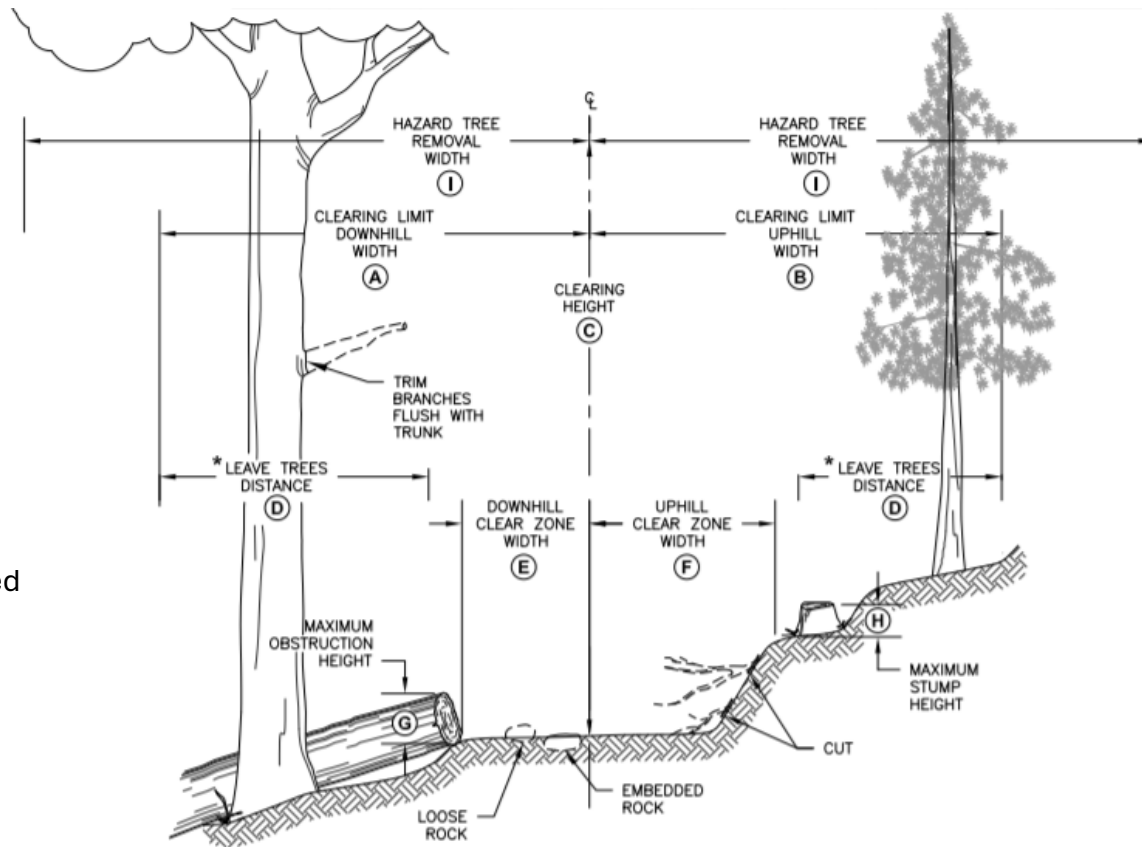 ℄
HAZARD TREE
REMOVAL
WIDTH
I
HAZARD TREE
REMOVAL
WIDTH
I
CLEARING LIMIT
DOWNHILL
WIDTH
A
CLEARING LIMIT
UPHILL
WIDTH
B
CLEARING
HEIGHT
C
TRIM
BRANCHES
FLUSH WITH
TRUNK
* LEAVE TREES
DISTANCE
D
* LEAVE TREES
DISTANCE
D
DOWNHILL
CLEAR ZONE
WIDTH
E
UPHILL
CLEAR ZONE
WIDTH
F
ed
MAXIMUM
OBSTRUCTION
HEIGHT
G
H
MAXIMUM
STUMP
HEIGHT
CUT
EMBEDDED
ROCK
LOOSE
ROCK